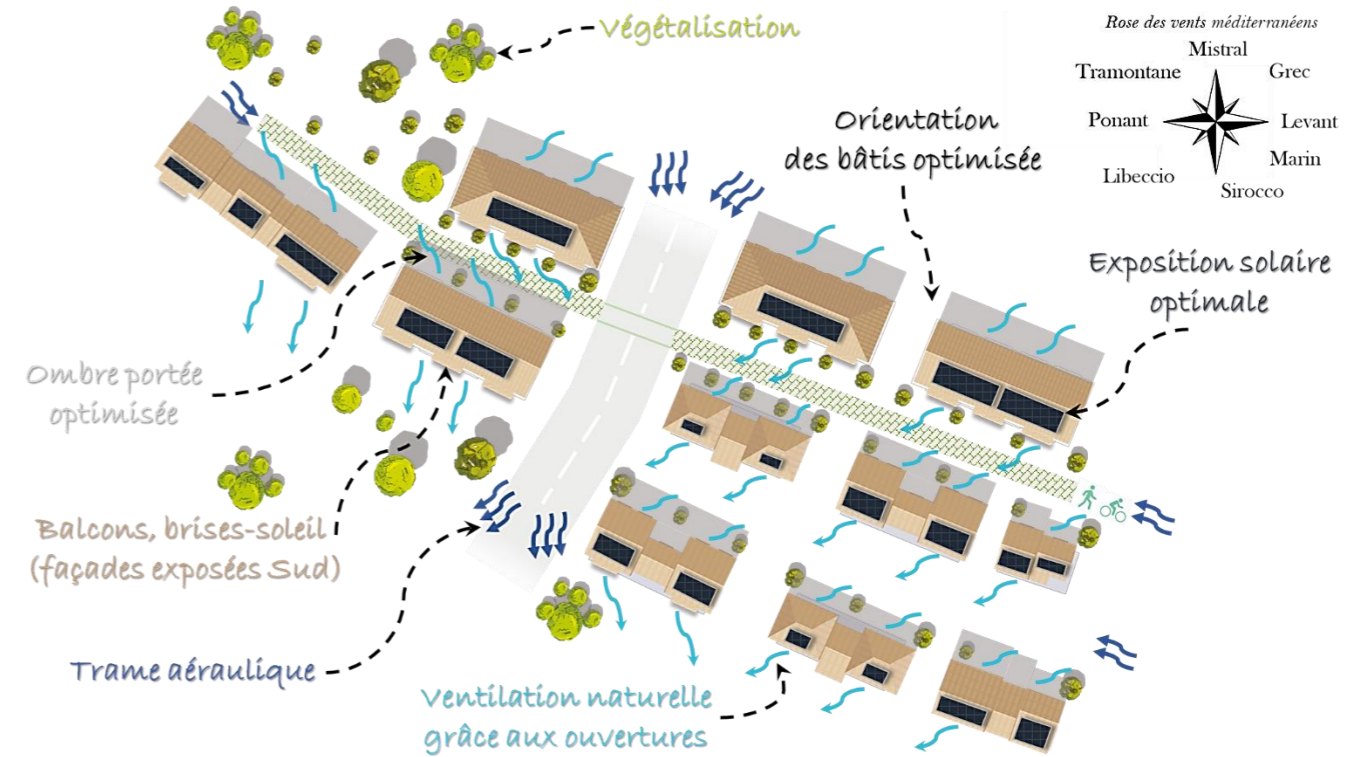 Végétalisation
Rose des vents méditerranéens
Mistral
Tramontane
Grec
Ponant
Levant
Marin
Libeccio
Sirocco
Orientation
des bâtis optimisée
Exposition solaire
optimale
Ombre portée
optimisée
Balcons, brises-soleil
(façades exposées Sud)
Trame aéraulique
Ventilation naturelle
grâce aux ouvertures